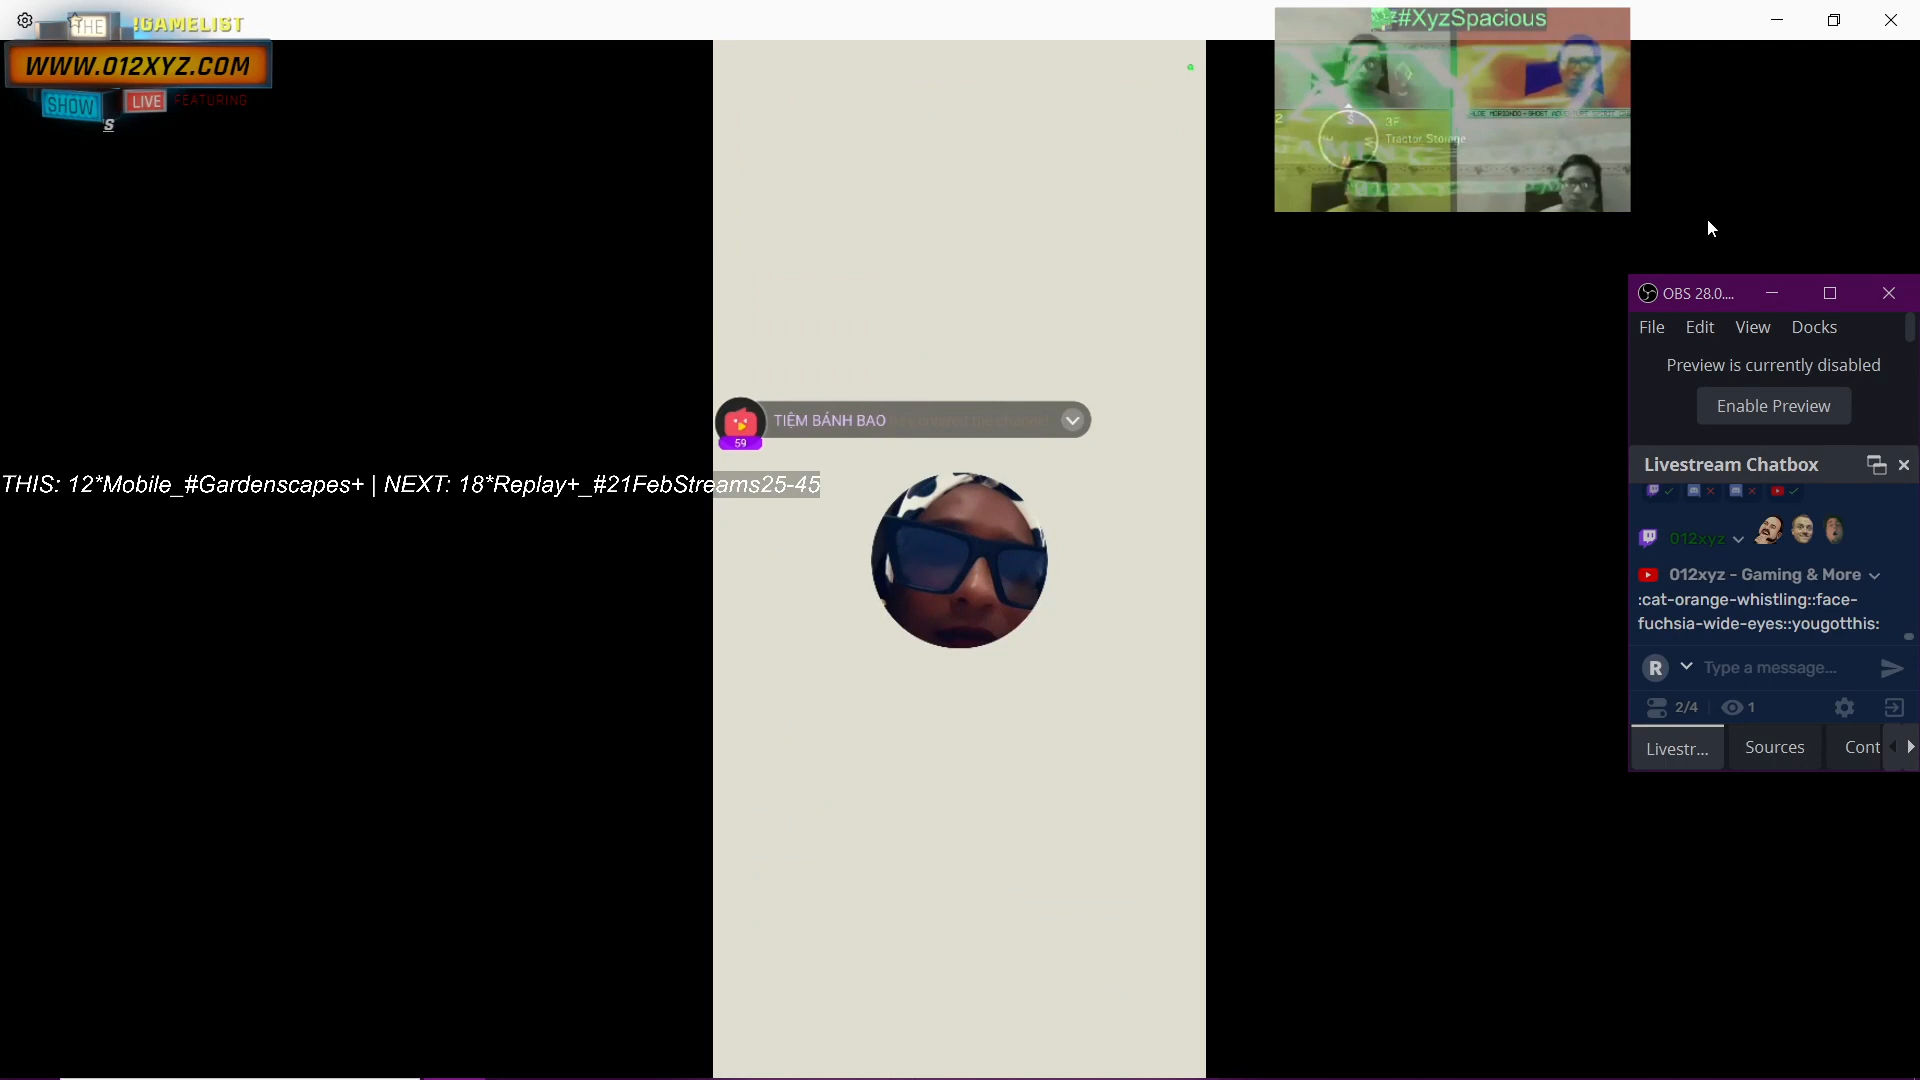 THE !GAMELIST
WWW.012XYZ.COM
SHOW LIVE FEATURING
S
##XyzSpacious
2
3F
Tractor Storage
TIỆM BÁNH BAO
59
THIS: 12*Mobile_#Gardenscapes+ | NEXT: 18*Replay+_#21FebStreams25-45
OBS 28.0....
File Edit View Docks
Preview is currently disabled
Enable Preview
Livestream Chatbox
012xyz
012xyz - Gaming & More
:cat-orange-whistling::face-
fuchsia-wide-eyes::yougotthis:
R Type a message...
2/4 1
Livestr... Sources Cont